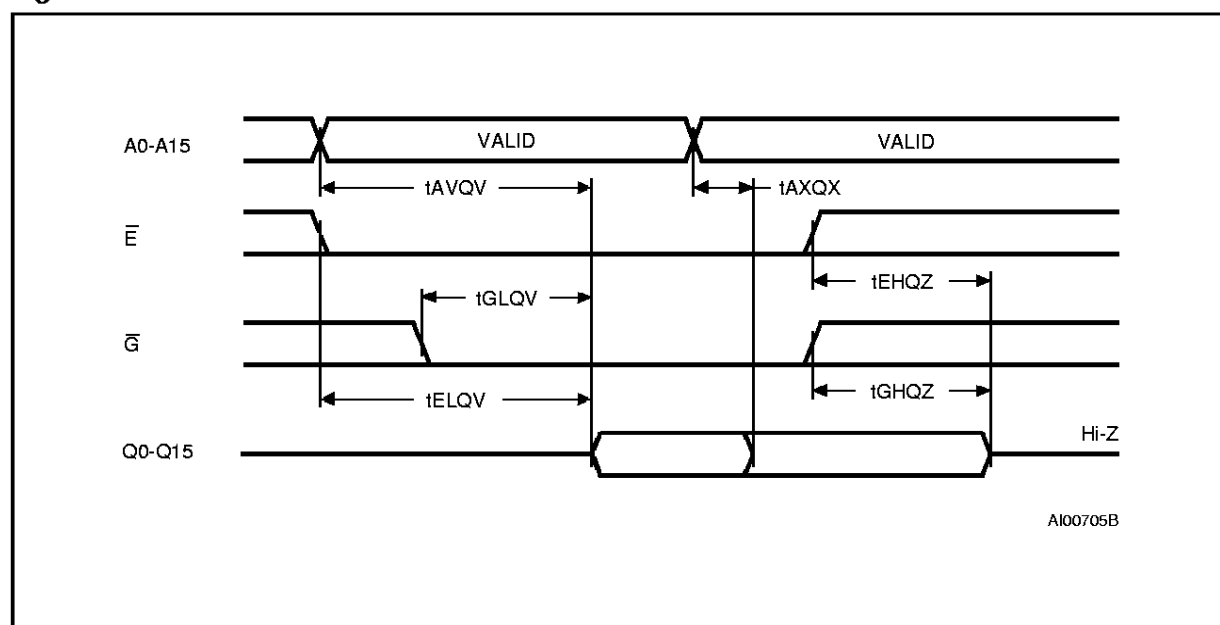 A0-A15
VALID
VALID
tAVQV
tAXQX
E̅
tEHQZ
tGLQV
G̅
tGHQZ
tELQV
Hi-Z
Q0-Q15
AI00705B